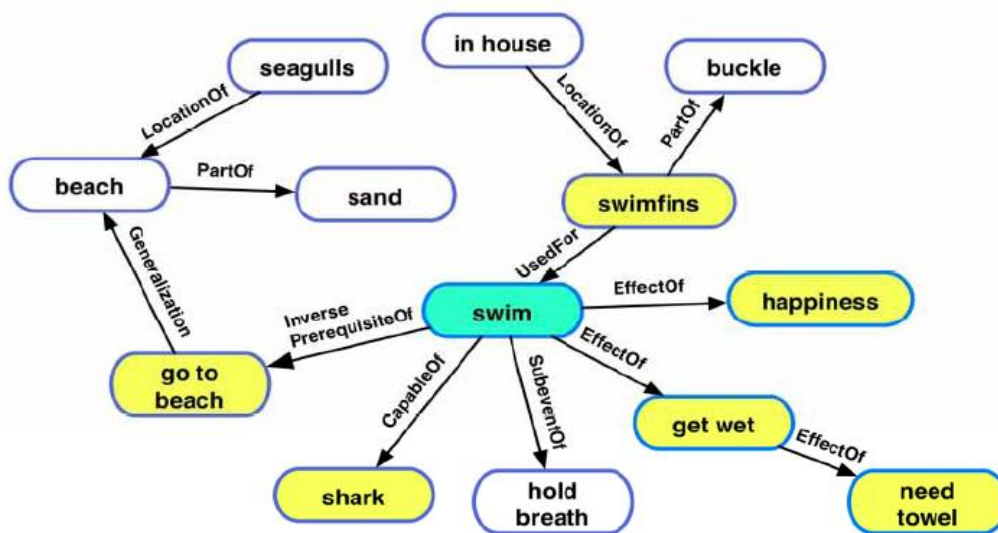 in house
seagulls
buckle
LocationOf
LocationOf
PartOf
beach
PartOf
sand
swimfins
Generalization
UsedFor
swim
EffectOf
happiness
Inverse
PrerequisiteOf
go to
beach
CapableOf
SubeventOf
EffectOf
get wet
EffectOf
shark
hold
breath
need
towel